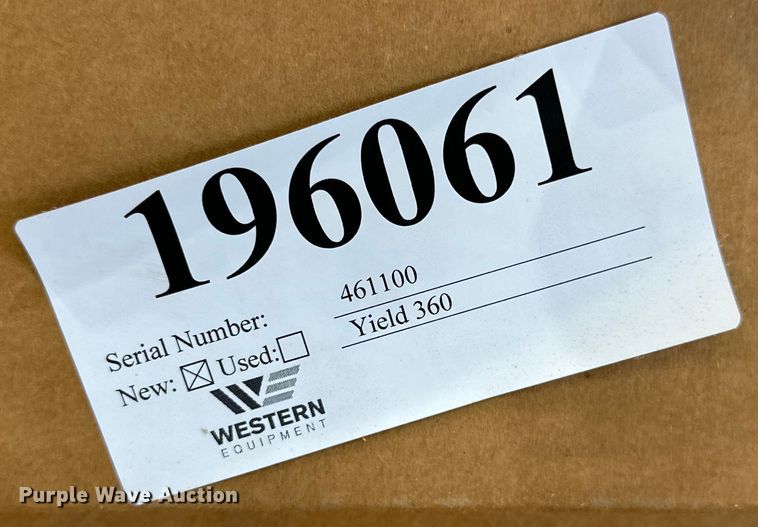 196061
Serial Number: 461100
New: ☒ Used: ☐ Yield 360
WESTERN
EQUIPMENT
Purple Wave Auction